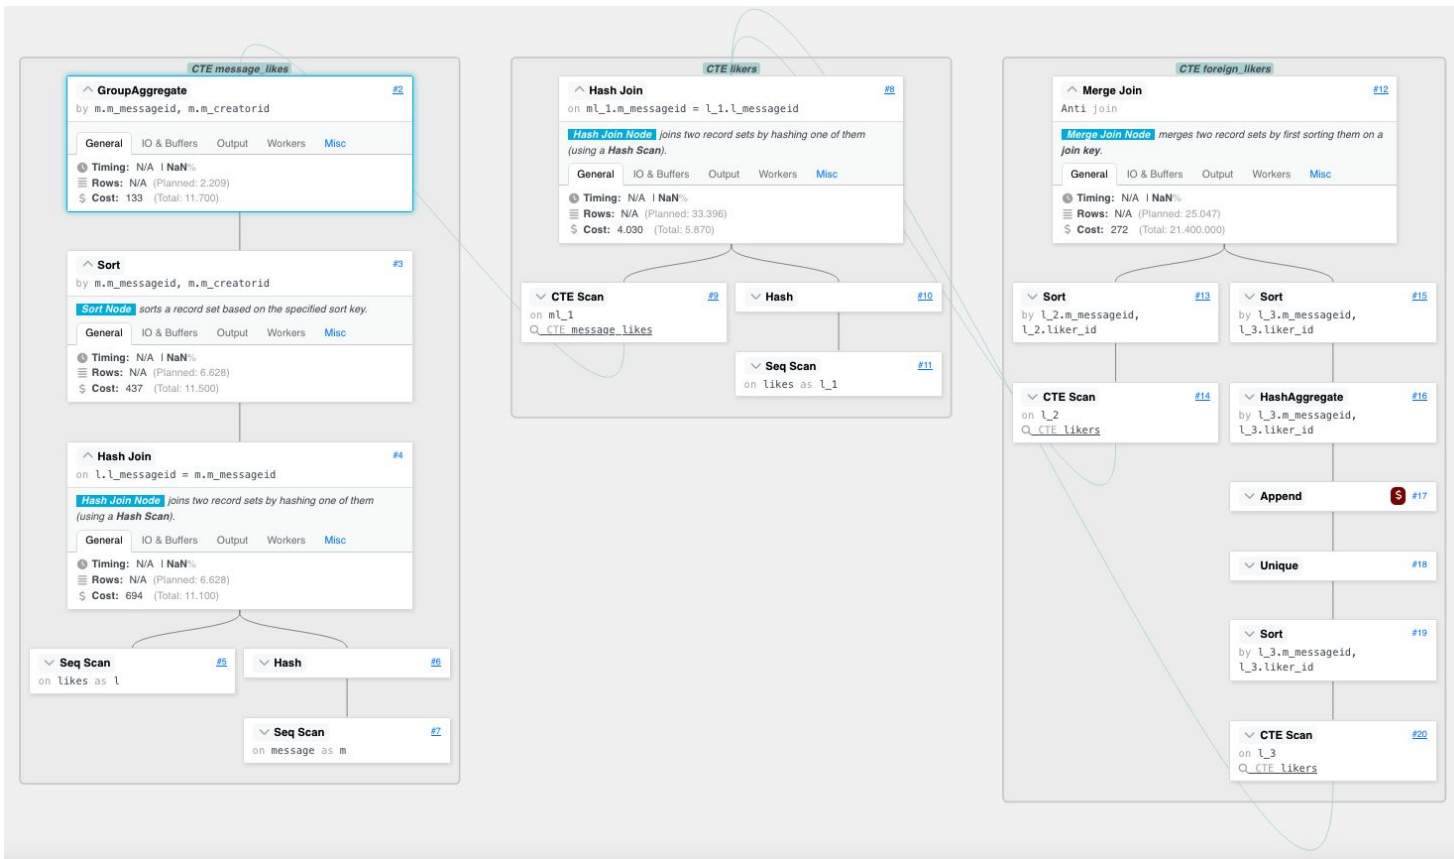 CTE message_likes
GroupAggregate #2
by m.m_messageid, m.m_creatorid
General IO & Buffers Output Workers Misc
Timing: N/A | NaN%
Rows: N/A (Planned: 2.209)
Cost: 133 (Total: 11.700)
Sort #3
by m.m_messageid, m.m_creatorid
Sort Node sorts a record set based on the specified sort key.
General IO & Buffers Output Workers Misc
Timing: N/A | NaN%
Rows: N/A (Planned: 6.628)
Cost: 437 (Total: 11.500)
Hash Join #4
on l.l_messageid = m.m_messageid
Hash Join Node joins two record sets by hashing one of them
(using a Hash Scan).
General IO & Buffers Output Workers Misc
Timing: N/A | NaN%
Rows: N/A (Planned: 6.628)
$ Cost: 694 (Total: 11.100)
Seq Scan #5
on likes as l
Hash #6
Seq Scan #7
on message as m
CTE likers
Hash Join #8
on ml_1.m_messageid = l_1.l_messageid
Hash Join Node joins two record sets by hashing one of them
(using a Hash Scan).
General IO & Buffers Output Workers Misc
Timing: N/A | NaN%
Rows: N/A (Planned: 33.396)
$ Cost: 4.030 (Total: 5.870)
CTE Scan #9
on ml_1
CTE message_likes
Hash #10
Seq Scan #11
on likes as l_1
CTE foreign_likers
Merge Join #12
Anti join
Merge Join Node merges two record sets by first sorting them on a
join key.
General IO & Buffers Output Workers Misc
Timing: N/A | NaN%
Rows: N/A (Planned: 25.047)
$ Cost: 272 (Total: 21.400.000)
Sort #13
by l_2.m_messageid,
l_2.liker_id
CTE Scan #14
on l_2
CTE likers
Sort #15
by l_3.m_messageid,
l_3.liker_id
HashAggregate #16
by l_3.m_messageid,
l_3.liker_id
Append $ #17
Unique #18
Sort #19
by l_3.m_messageid,
l_3.liker_id
CTE Scan #20
on l_3
CTE likers